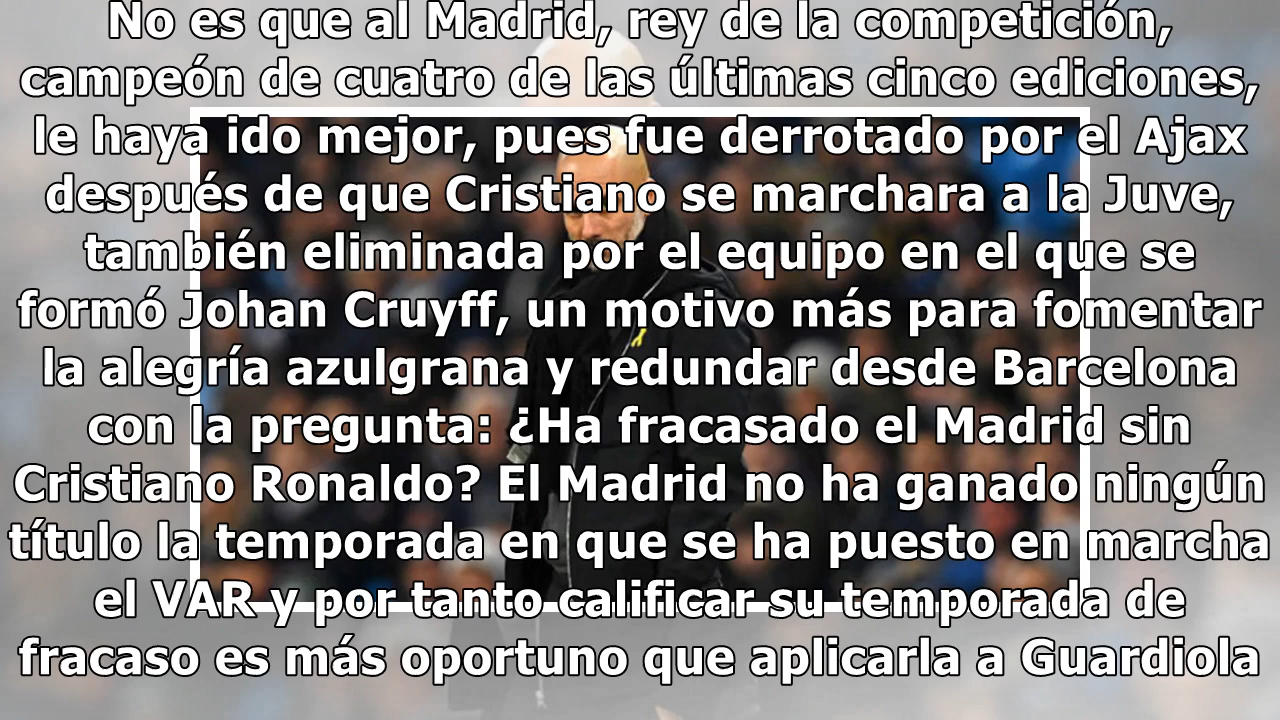 No es que al Madrid, rey de la competición,
campeón de cuatro de las últimas cinco ediciones,
le haya ido mejor, pues fue derrotado por el Ajax
después de que Cristiano se marchara a la Juve,
también eliminada por el equipo en el que se
formó Johan Cruyff, un motivo más para fomentar
la alegría azulgrana y redundar desde Barcelona
con la pregunta: ¿Ha fracasado el Madrid sin
Cristiano Ronaldo? El Madrid no ha ganado ningún
título la temporada en que se ha puesto en marcha
el VAR y por tanto calificar su temporada de
fracaso es más oportuno que aplicarla a Guardiola